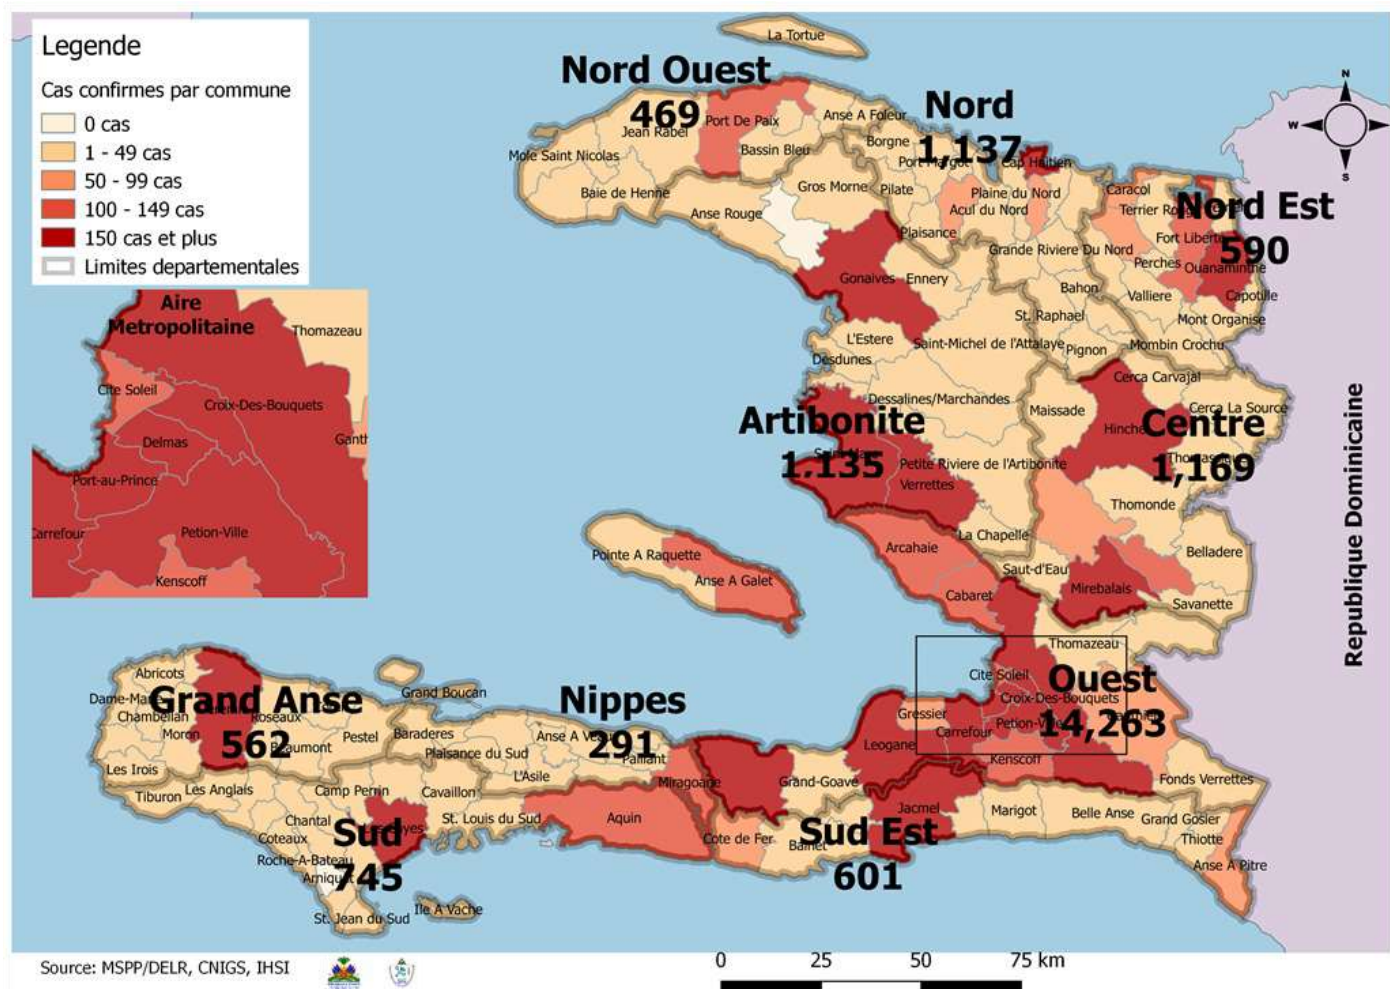 Legende
Cas confirmes par commune
0 cas
1 - 49 cas
50 - 99 cas
100 - 149 cas
150 cas et plus
Limites departementales
Aire
Metropolitaine
Thomazeau
Cite Soleil
Croix-Des-Bouquets
Delmas
Port-au-Prince
Carrefour
Petion-Ville
Kenscoff
La Tortue
Nord Ouest
469
Port De Paix
Jean Rabel
Anse A Foleur
Mole Saint Nicolas
Bassin Bleu
Baie de Henne
Nord
1,137
Borgne
Port Margot
Cap Haitien
Gros Morne
Pilate
Plaine du Nord
Acul du Nord
Anse Rouge
Plaisance
Grande Riviere Du Nord
Caracol
Nord Est
590
Fort Liberte
Perches
Ouanaminthe
Gonaives
Ennery
Bahon
Valliere
Capotille
St. Raphael
Mont Organise
L'Estere
Saint-Michel de l'Attalaye
Pignon
Mombin Crochu
Desdunes
Cerca Carvajal
Dessalines/Marchandes
Maissade
Cerca La Source
Artibonite
1,135
Centre
1,169
Petite Riviere de l'Artibonite
Verrettes
Thomonde
La Chapelle
Pointe A Raquette
Anse A Galet
Arcahaie
Belladere
Saut-d'Eau
Cabaret
Mirebalais
Savanette
Republique Dominicaine
Thomazeau
Cite Soleil
Ouest
14,263
Croix-Des-Bouquets
Gressier
Carrefour
Leogane
Kenscoff
Fonds Verrettes
Abricots
Grand Anse
562
Chambellan
Moron
Roseaux
Beaumont
Pestel
Les Irois
Grand Boucan
Baraderes
Nippes
291
Plaisance du Sud
Paillant
L'Asile
Miragoane
Grand-Goave
Tiburon
Les Anglais
Camp Perrin
Cavaillon
Chantal
St. Louis du Sud
Aquin
Coteaux
Sud
745
Roche-A-Bateau
St. Jean du Sud
Ile A Vache
Cote de Fer
Sud Est
601
Jacmel
Marigot
Belle Anse
Grand Gosier
Thiotte
Anse A Pitre
N
W
E
S
Source: MSPP/DELR, CNIGS, IHSI
0 25 50 75 km